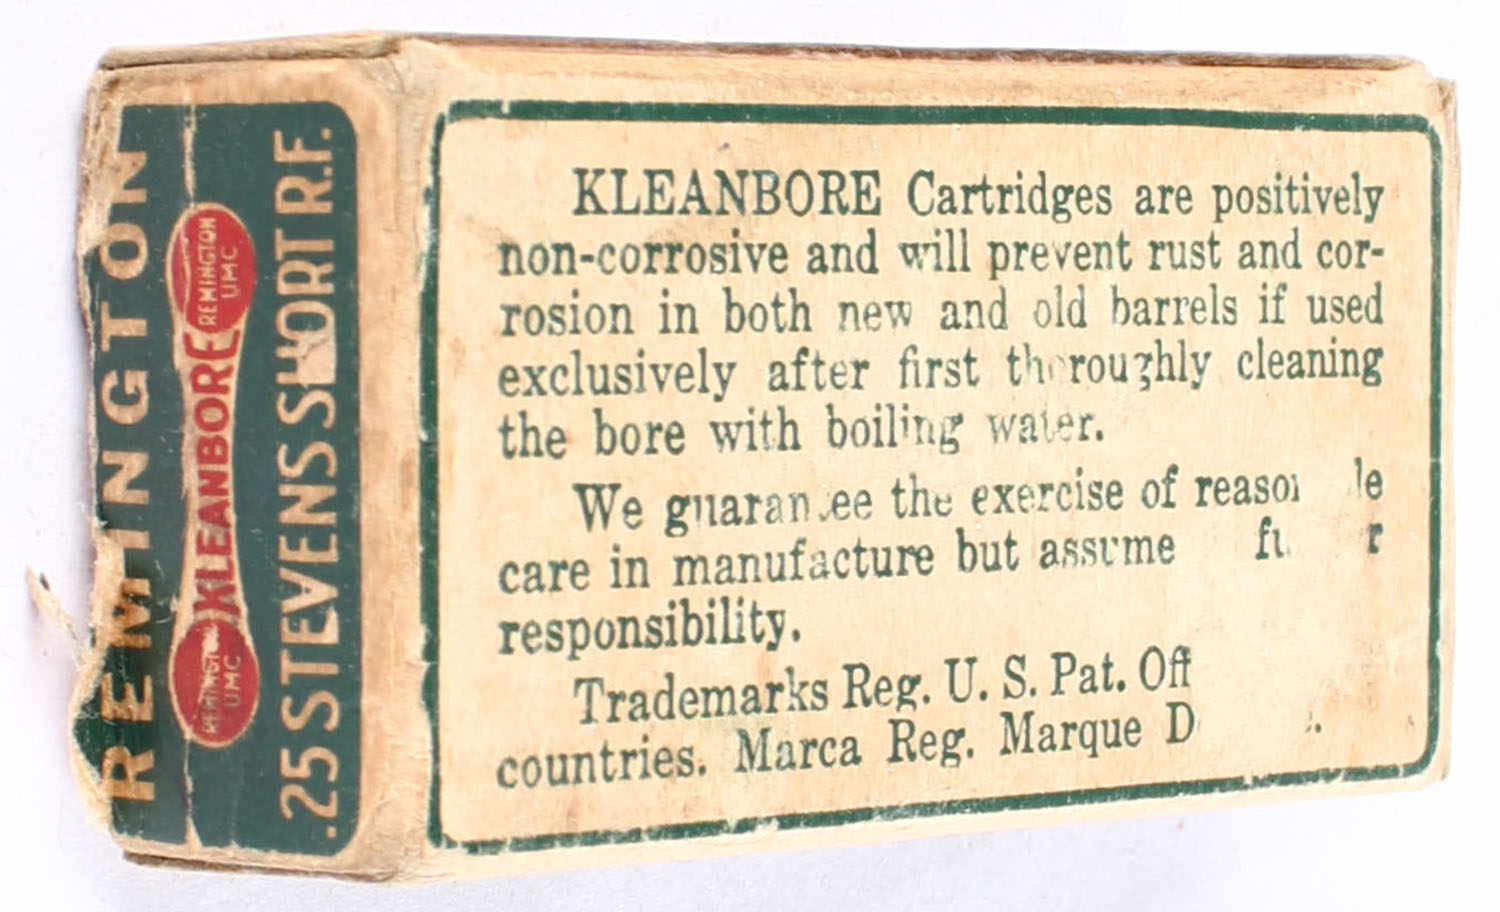 REMINGTON
REMINGTON
UMC
KLEANBORE
REMINGTON
UMC
.25 STEVENS SHORT R.F.
KLEANBORE Cartridges are positively
non-corrosive and will prevent rust and cor-
rosion in both new and old barrels if used
exclusively after first thoroughly cleaning
the bore with boiling water.
We guarantee the exercise of
care in manufacture but assume
responsibility.
Trademarks Reg. U. S. Pat. Off
countries. Marca Reg. Marque D